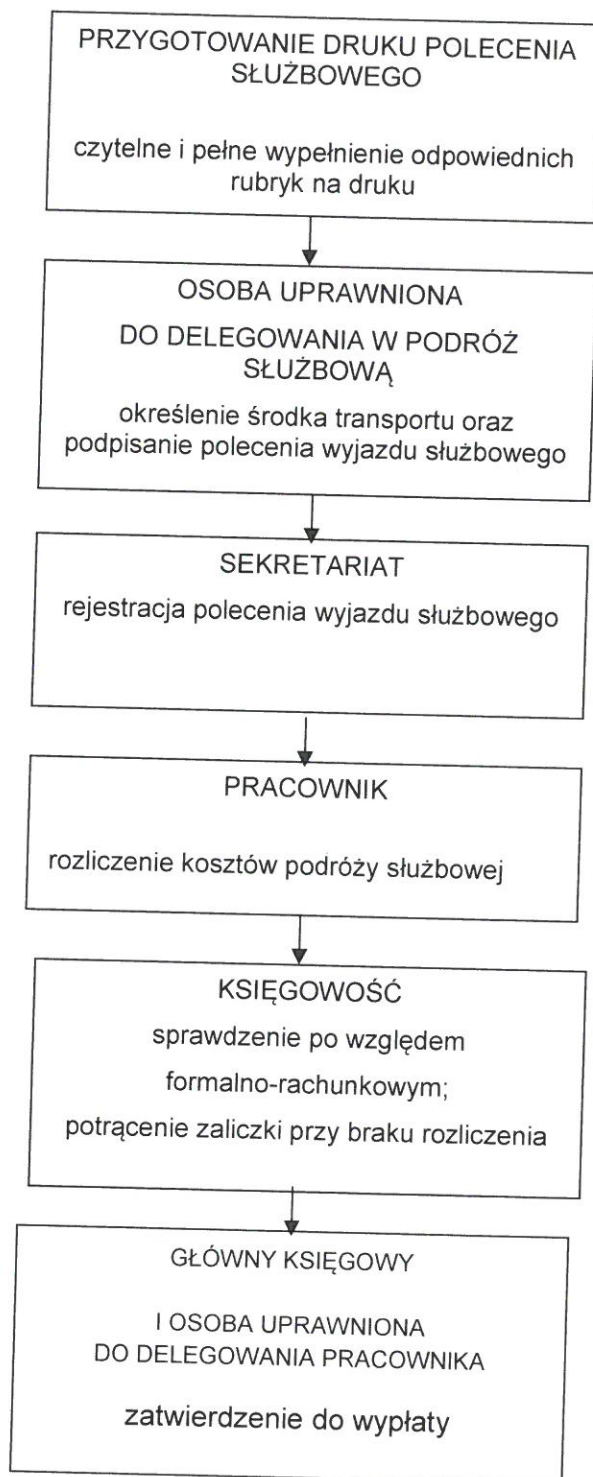 PRZYGOTOWANIE DRUKU POLECENIA
SŁUŻBOWEGO
czytelne i pełne wypełnienie odpowiednich
rubryk na druku
OSOBA UPRAWNIONA
DO DELEGOWANIA W PODRÓŻ
SŁUŻBOWĄ
określenie środka transportu oraz
podpisanie polecenia wyjazdu służbowego
SEKRETARIAT
rejestracja polecenia wyjazdu służbowego
PRACOWNIK
rozliczenie kosztów podróży służbowej
KSIĘGOWOŚĆ
sprawdzenie po względem
formalno-rachunkowym;
potrącenie zaliczki przy braku rozliczenia
GŁÓWNY KSIĘGOWY
I OSOBA UPRAWNIONA
DO DELEGOWANIA PRACOWNIKA
zatwierdzenie do wypłaty